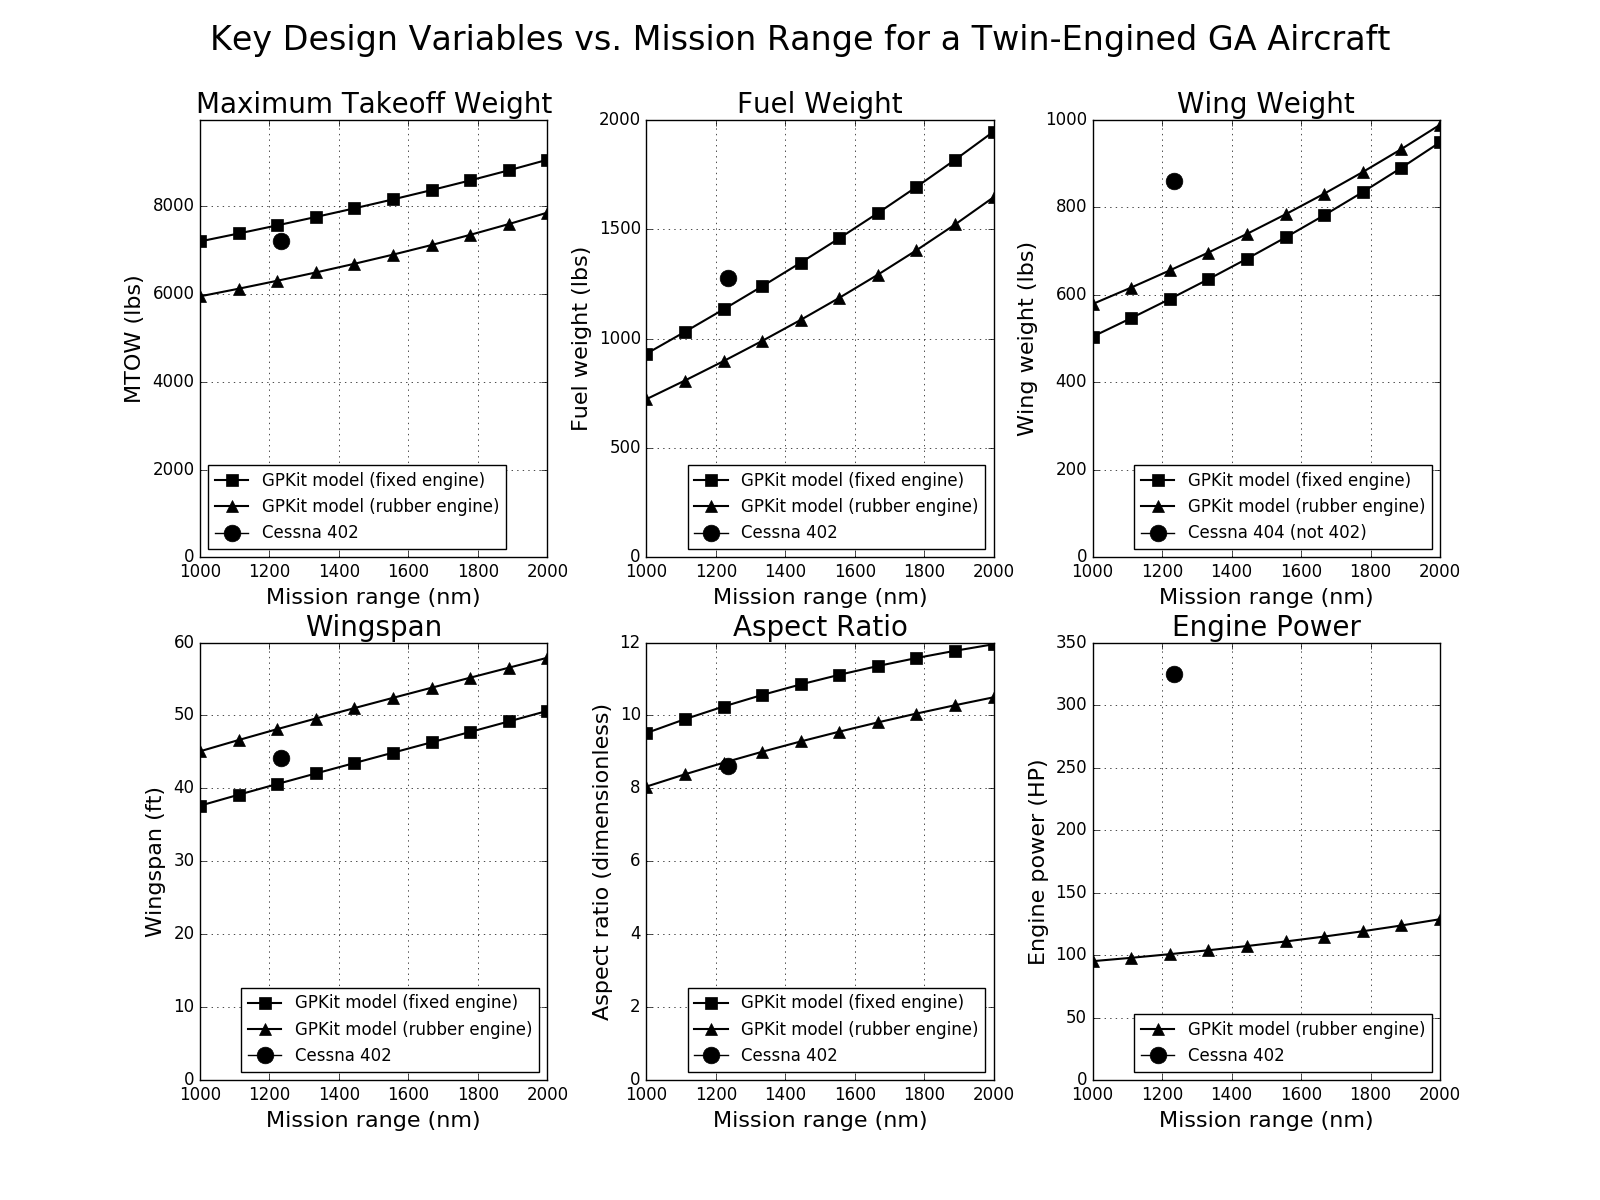 Key Design Variables vs. Mission Range for a Twin-Engined GA Aircraft
Maximum Takeoff Weight
MTOW (lbs)
8000
6000
4000
2000
0
GPKit model (fixed engine)
GPKit model (rubber engine)
Cessna 402
1000 1200 1400 1600 1800 2000
Mission range (nm)
Fuel Weight
Fuel weight (lbs)
2000
1500
1000
500
0
GPKit model (fixed engine)
GPKit model (rubber engine)
Cessna 402
1000 1200 1400 1600 1800 2000
Mission range (nm)
Wing Weight
Wing weight (lbs)
1000
800
600
400
200
0
GPKit model (fixed engine)
GPKit model (rubber engine)
Cessna 404 (not 402)
1000 1200 1400 1600 1800 2000
Mission range (nm)
Wingspan
Wingspan (ft)
60
50
40
30
20
10
0
GPKit model (fixed engine)
GPKit model (rubber engine)
Cessna 402
1000 1200 1400 1600 1800 2000
Mission range (nm)
Aspect Ratio
Aspect ratio (dimensionless)
12
10
8
6
4
2
0
GPKit model (fixed engine)
GPKit model (rubber engine)
Cessna 402
1000 1200 1400 1600 1800 2000
Mission range (nm)
Engine Power
Engine power (HP)
350
300
250
200
150
100
50
0
GPKit model (rubber engine)
Cessna 402
1000 1200 1400 1600 1800 2000
Mission range (nm)